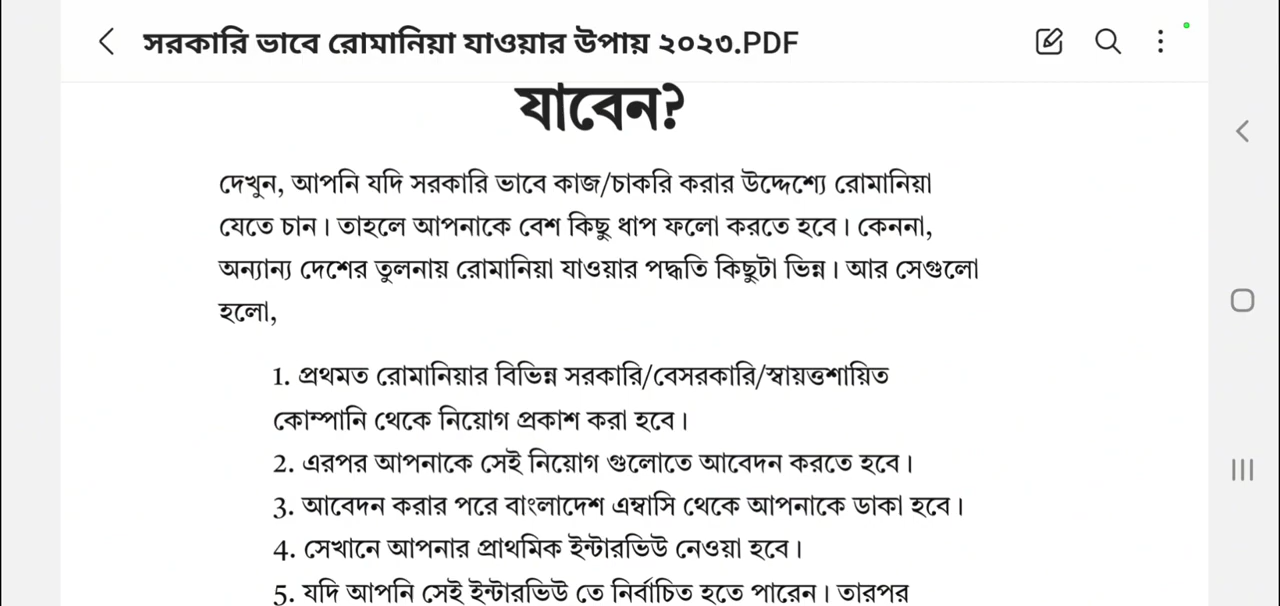 সরকারি ভাবে রোমানিয়া যাওয়ার উপায় ২০২৩.PDF
যাবেন?
দেখুন, আপনি যদি সরকারি ভাবে কাজ/চাকরি করার উদ্দেশ্যে রোমানিয়া
যেতে চান। তাহলে আপনাকে বেশ কিছু ধাপ ফলো করতে হবে। কেননা,
অন্যান্য দেশের তুলনায় রোমানিয়া যাওয়ার পদ্ধতি কিছুটা ভিন্ন। আর সেগুলো
হলো,
1. প্রথমত রোমানিয়ার বিভিন্ন সরকারি/বেসরকারি/স্বায়ত্তশায়িত
কোম্পানি থেকে নিয়োগ প্রকাশ করা হবে।
2. এরপর আপনাকে সেই নিয়োগ গুলোতে আবেদন করতে হবে।
3. আবেদন করার পরে বাংলাদেশ এম্বাসি থেকে আপনাকে ডাকা হবে।
4. সেখানে আপনার প্রাথমিক ইন্টারভিউ নেওয়া হবে।
5. যদি আপনি সেই ইন্টারভিউ তে নির্বাচিত হতে পারেন। তারপর